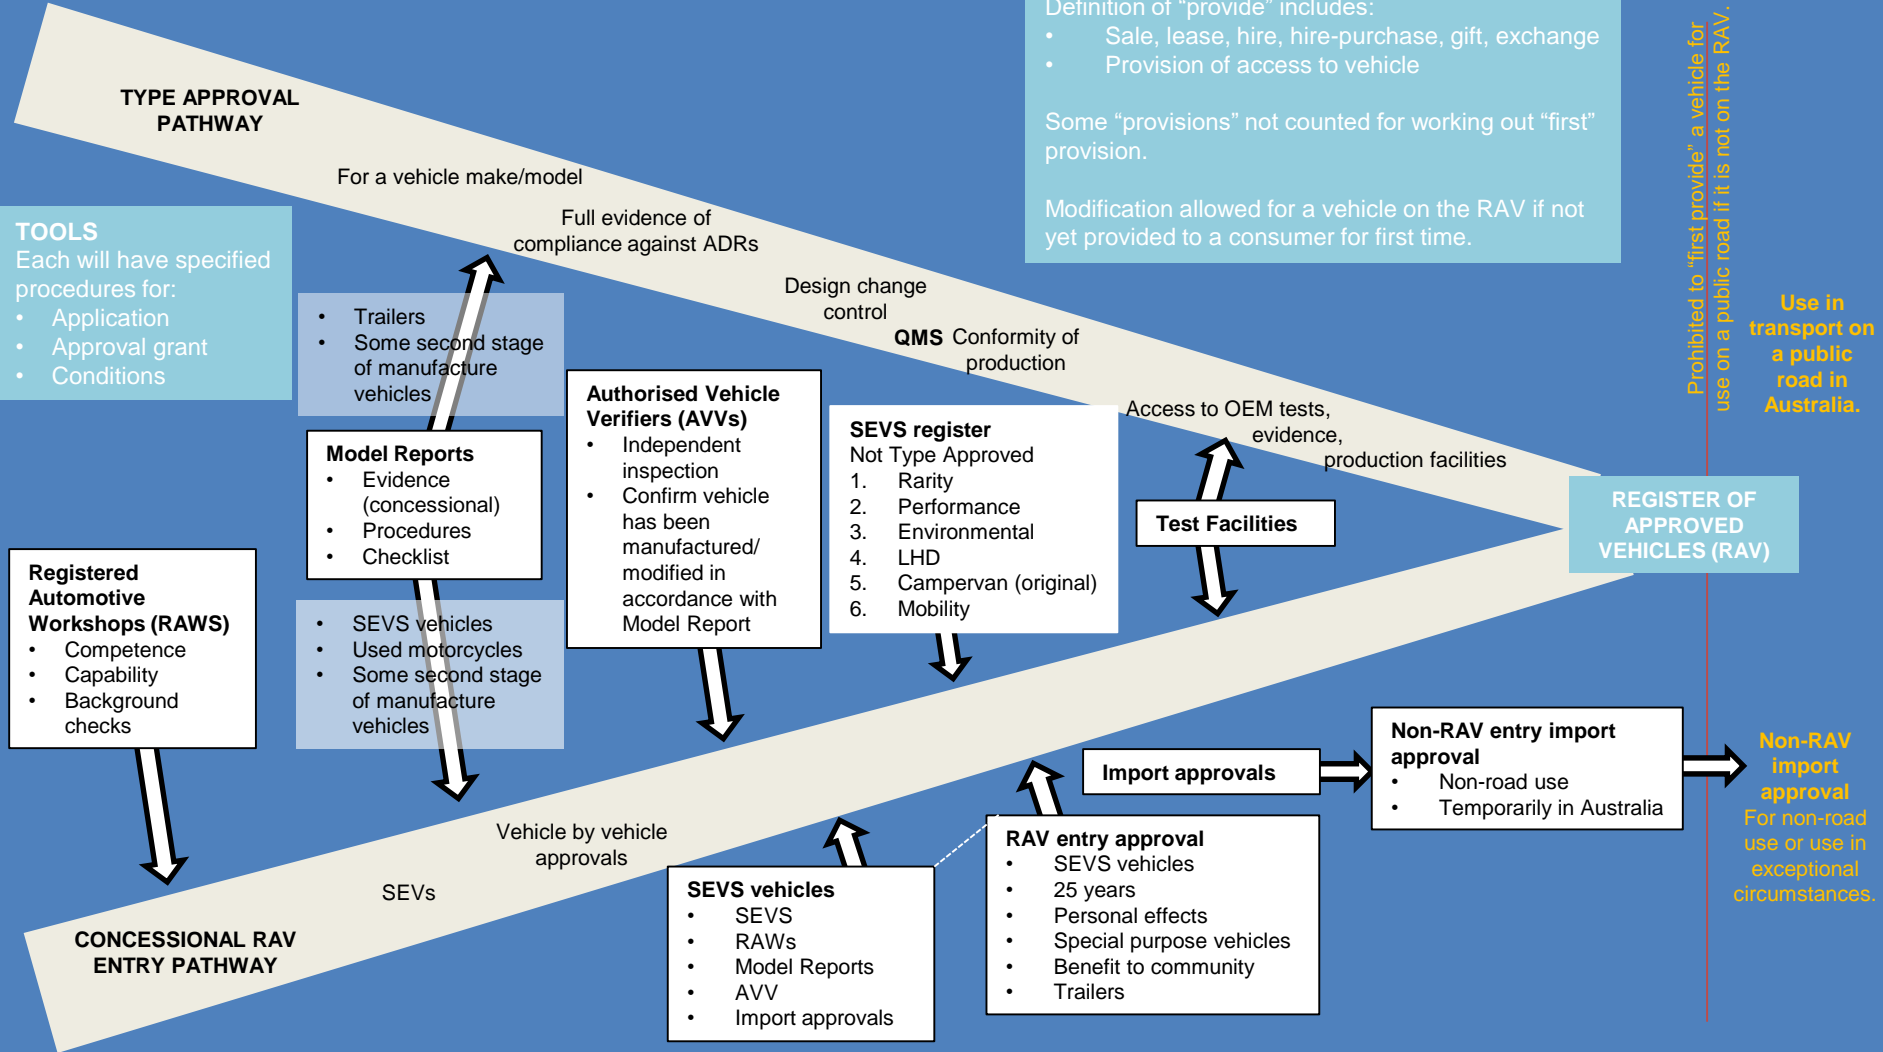 Definition of “provide” includes:
• Sale, lease, hire, hire-purchase, gift, exchange
• Provision of access to vehicle
Some “provisions” not counted for working out “first”
provision.
Modification allowed for a vehicle on the RAV if not
yet provided to a consumer for first time.
Prohibited to “first provide” a vehicle for
use on a public road if it is not on the RAV.
TYPE APPROVAL
PATHWAY
For a vehicle make/model
Full evidence of
compliance against ADRs
Design change
control
QMS Conformity of
production
Access to OEM tests,
evidence,
production facilities
TOOLS
Each will have specified
procedures for:
• Application
• Approval grant
• Conditions
• Trailers
• Some second stage
of manufacture
vehicles
Model Reports
• Evidence
(concessional)
• Procedures
• Checklist
• SEVS vehicles
• Used motorcycles
• Some second stage
of manufacture
vehicles
Registered
Automotive
Workshops (RAWS)
• Competence
• Capability
• Background
checks
Authorised Vehicle
Verifiers (AVVs)
• Independent
inspection
• Confirm vehicle
has been
manufactured/
modified in
accordance with
Model Report
SEVS register
Not Type Approved
1. Rarity
2. Performance
3. Environmental
4. LHD
5. Campervan (original)
6. Mobility
Test Facilities
REGISTER OF
APPROVED
VEHICLES (RAV)
Use in
transport on
a public
road in
Australia.
Import approvals
Non-RAV entry import
approval
• Non-road use
• Temporarily in Australia
Non-RAV
import
approval
For non-road
use or use in
exceptional
circumstances.
Vehicle by vehicle
approvals
SEVs
CONCESSIONAL RAV
ENTRY PATHWAY
SEVS vehicles
• SEVS
• RAWs
• Model Reports
• AVV
• Import approvals
RAV entry approval
• SEVS vehicles
• 25 years
• Personal effects
• Special purpose vehicles
• Benefit to community
• Trailers